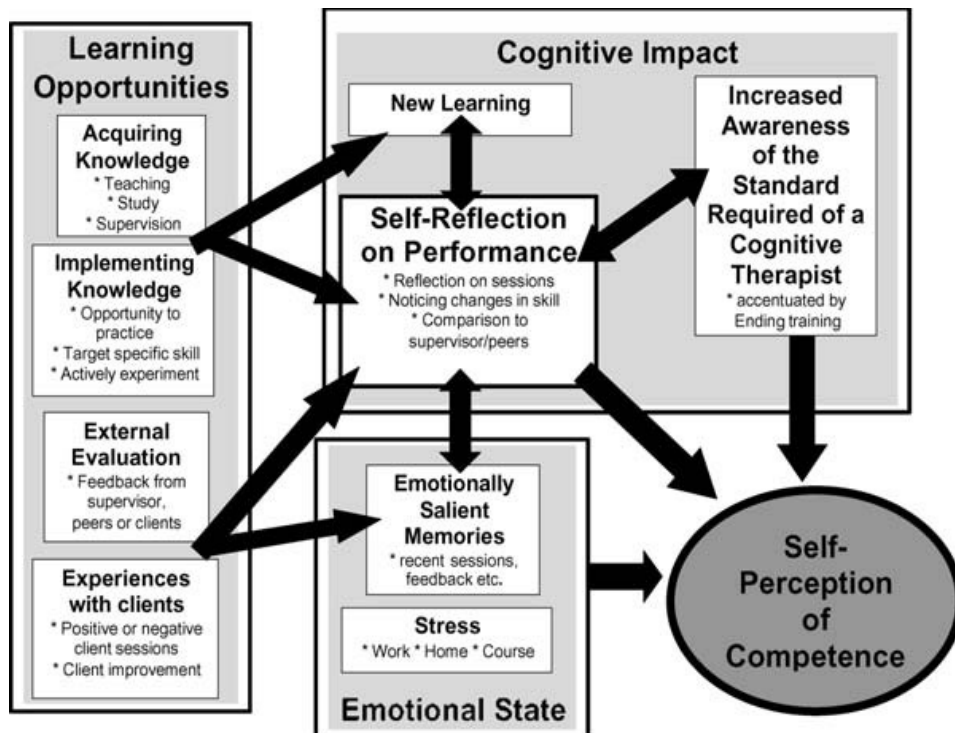 Learning
Opportunities
Acquiring
Knowledge
* Teaching
* Study
* Supervision
Implementing
Knowledge
* Opportunity to
practice
* Target specific skill
* Actively experiment
External
Evaluation
* Feedback from
supervisor,
peers or clients
Experiences
with clients
* Positive or negative
client sessions
* Client improvement
Cognitive Impact
New Learning
Self-Reflection
on Performance
* Reflection on sessions
* Noticing changes in skill
* Comparison to
supervisor/peers
Increased
Awareness
of the
Standard
Required of a
Cognitive
Therapist
* accentuated by
Ending training
Emotionally
Salient
Memories
* recent sessions,
feedback etc.
Stress
* Work * Home * Course
Emotional State
Self-
Perception
of
Competence